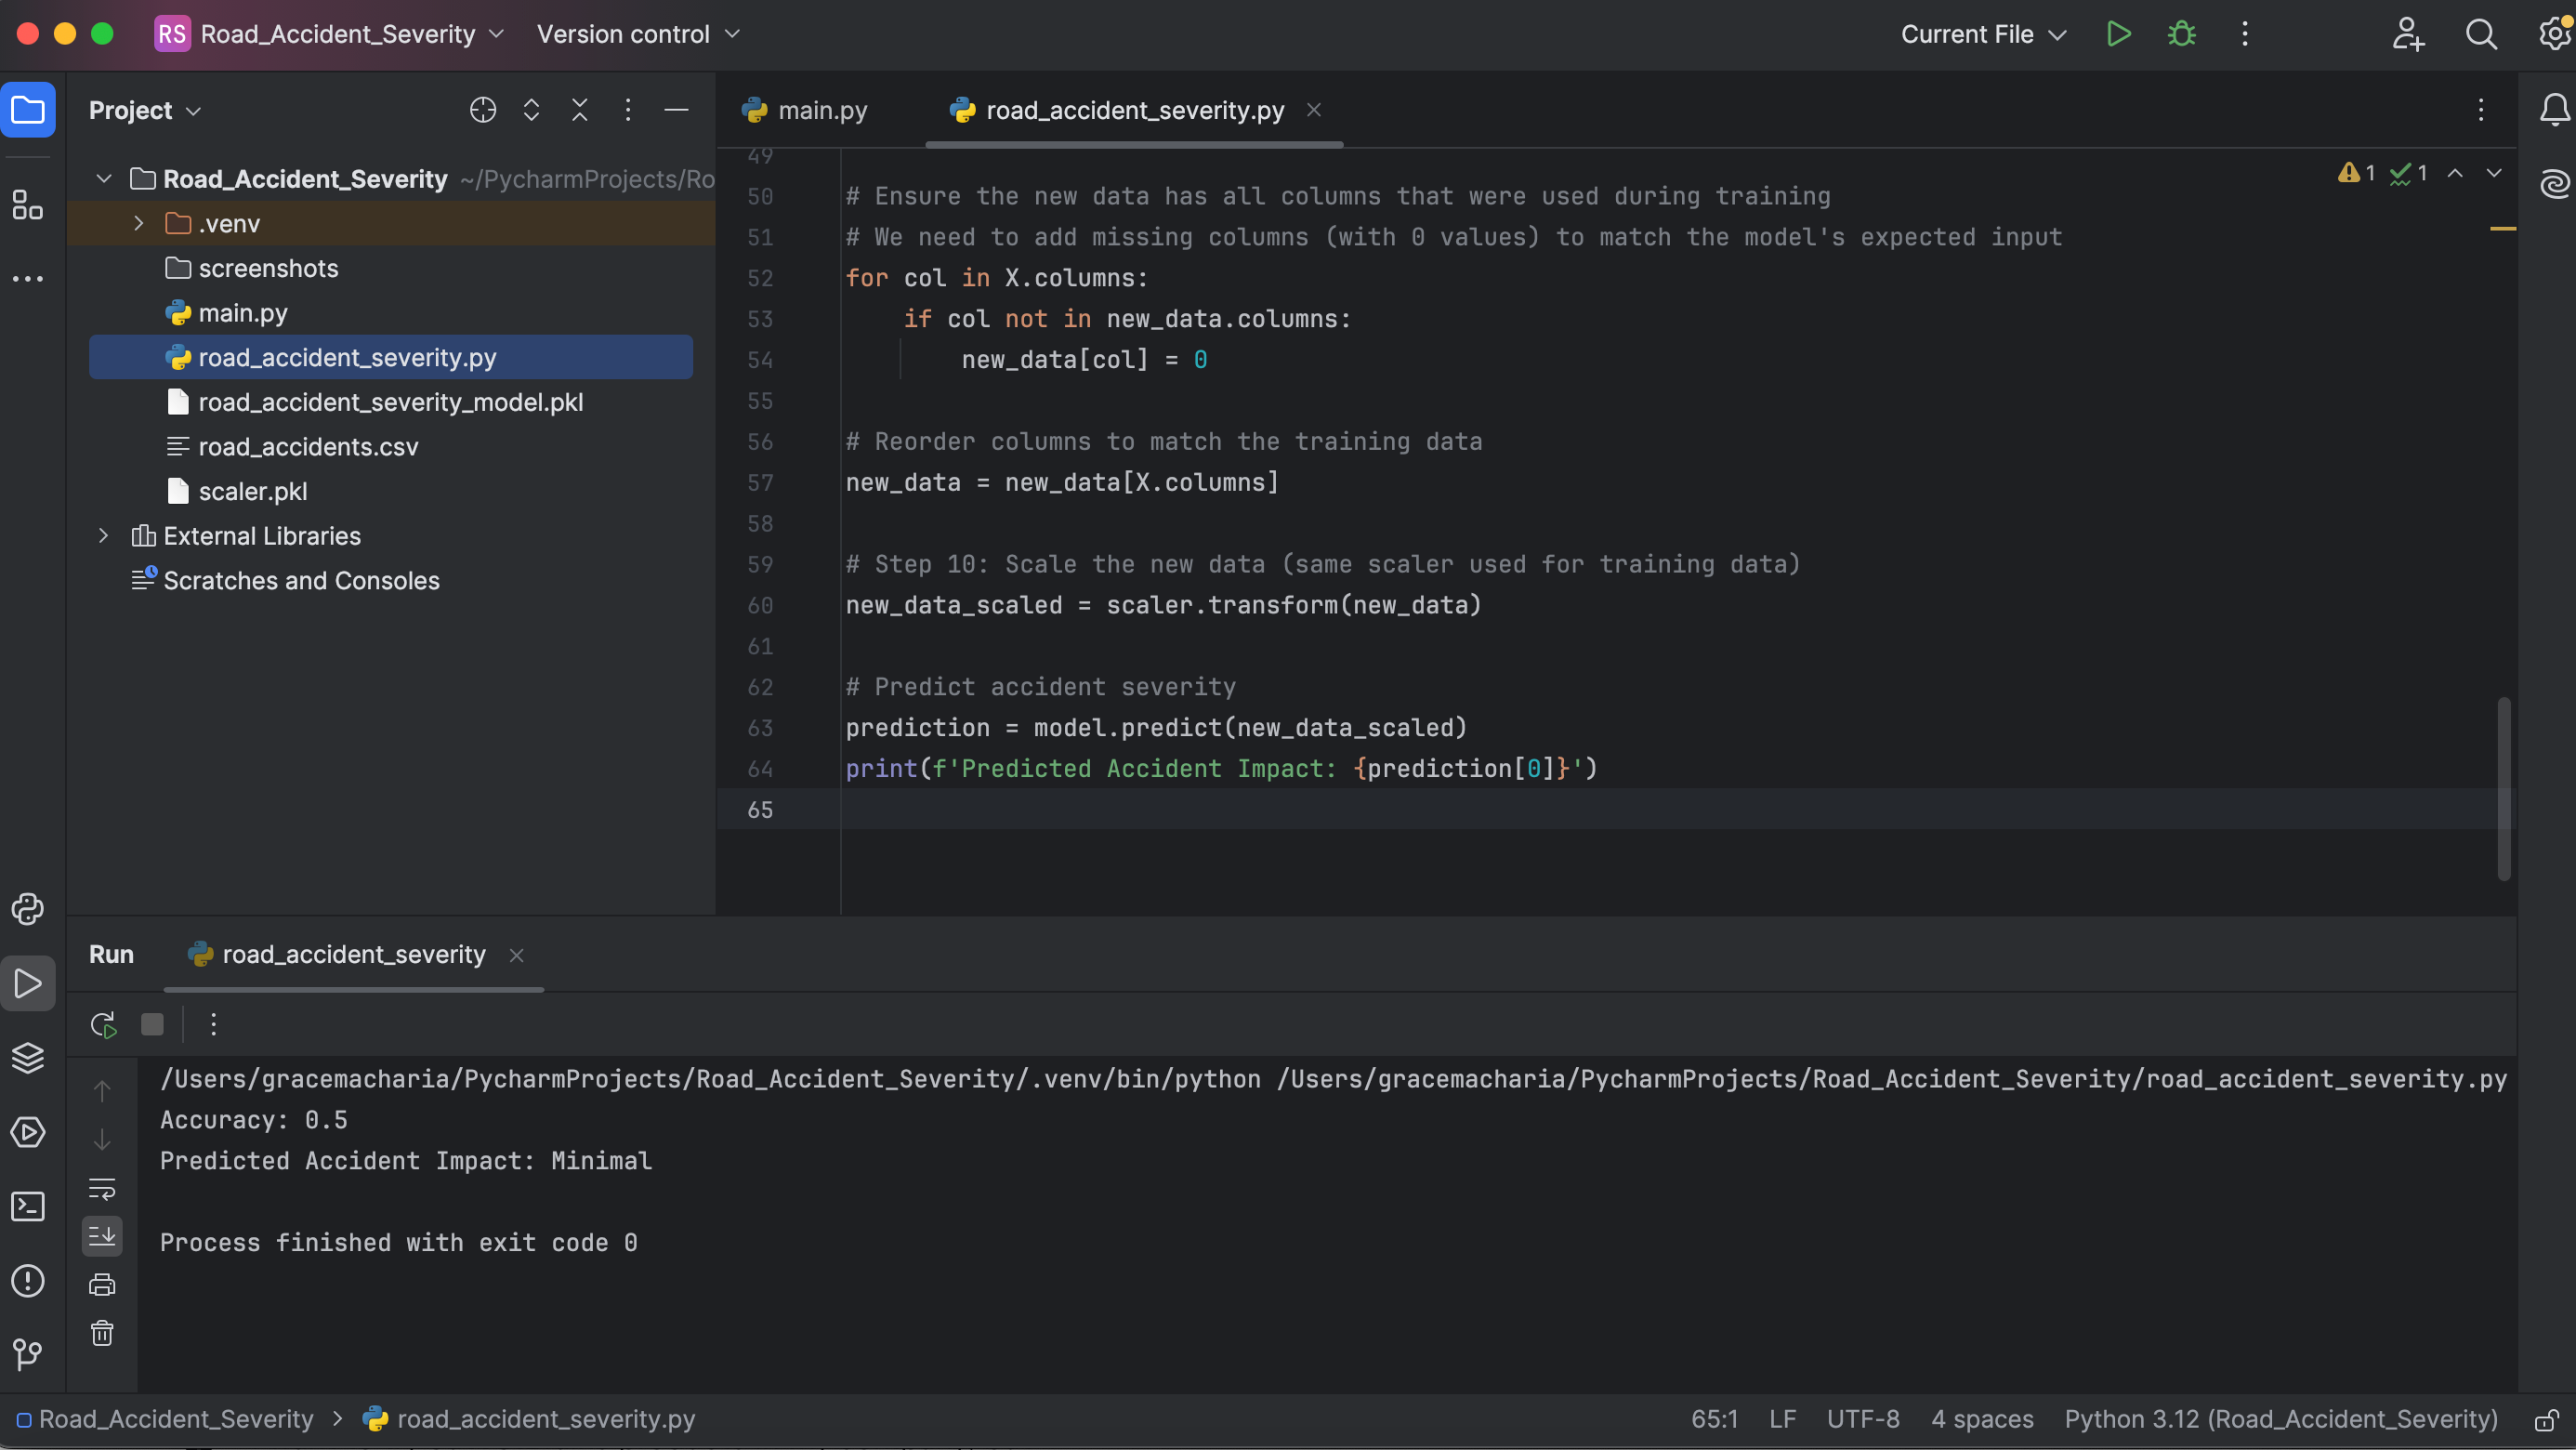 RS Road_Accident_Severity Version control Current File
Project
Road_Accident_Severity ~/PycharmProjects/Ro
.venv
screenshots
main.py
road_accident_severity.py
road_accident_severity_model.pkl
road_accidents.csv
scaler.pkl
External Libraries
Scratches and Consoles
main.py road_accident_severity.py
1 1
49
50 # Ensure the new data has all columns that were used during training
51 # We need to add missing columns (with 0 values) to match the model's expected input
52 for col in X.columns:
53     if col not in new_data.columns:
54         new_data[col] = 0
55
56 # Reorder columns to match the training data
57 new_data = new_data[X.columns]
58
59 # Step 10: Scale the new data (same scaler used for training data)
60 new_data_scaled = scaler.transform(new_data)
61
62 # Predict accident severity
63 prediction = model.predict(new_data_scaled)
64 print(f'Predicted Accident Impact: {prediction[0]}')
65
Run road_accident_severity
/Users/gracemacharia/PycharmProjects/Road_Accident_Severity/.venv/bin/python /Users/gracemacharia/PycharmProjects/Road_Accident_Severity/road_accident_severity.py
Accuracy: 0.5
Predicted Accident Impact: Minimal
Process finished with exit code 0
Road_Accident_Severity > road_accident_severity.py 65:1 LF UTF-8 4 spaces Python 3.12 (Road_Accident_Severity)